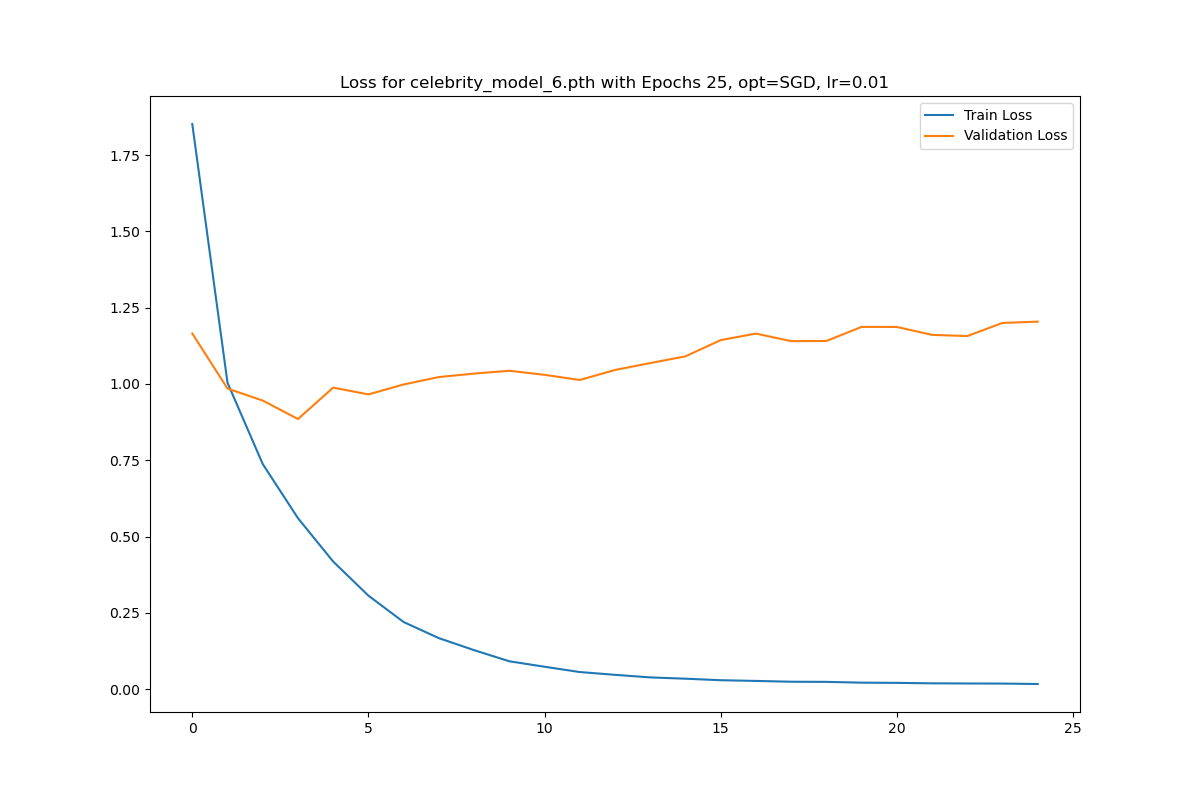 Loss for celebrity_model_6.pth with Epochs 25, opt=SGD, lr=0.01
Train Loss
Validation Loss
1.75
1.50
1.25
1.00
0.75
0.50
0.25
0.00
0 5 10 15 20 25